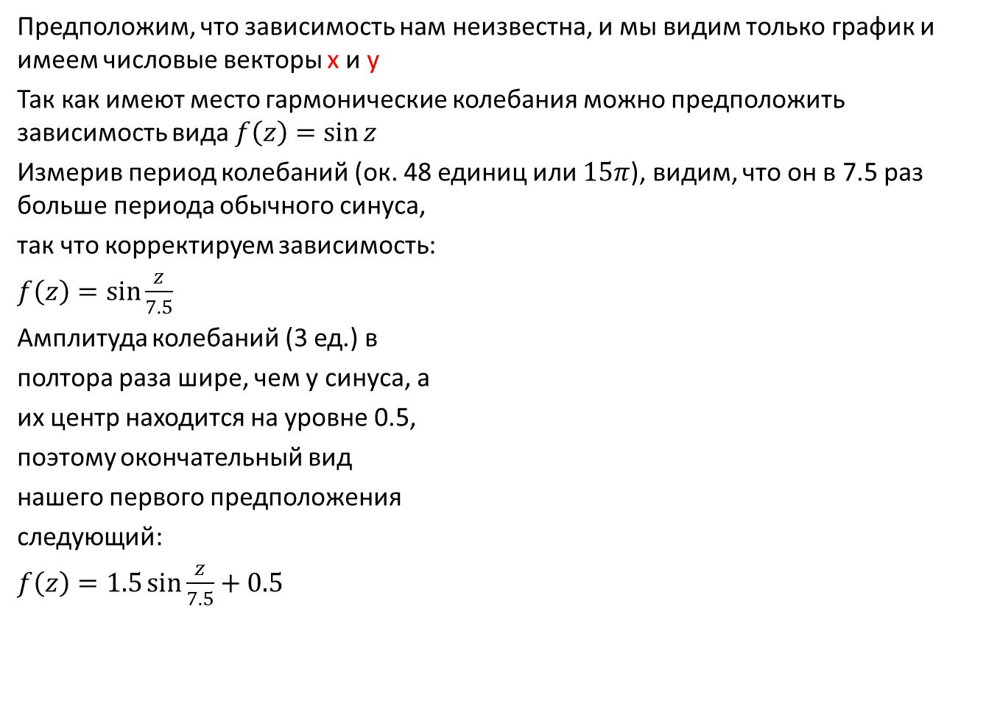 Предположим, что зависимость нам неизвестна, и мы видим только график и
имеем числовые векторы x и y
Так как имеют место гармонические колебания можно предположить
зависимость вида f(z) = sin z
Измерив период колебаний (ок. 48 единиц или 15π), видим, что он в 7.5 раз
больше периода обычного синуса,
так что корректируем зависимость:
f(z) = sin z/7.5
Амплитуда колебаний (3 ед.) в
полтора раза шире, чем у синуса, а
их центр находится на уровне 0.5,
поэтому окончательный вид
нашего первого предположения
следующий:
f(z) = 1.5 sin z/7.5 + 0.5